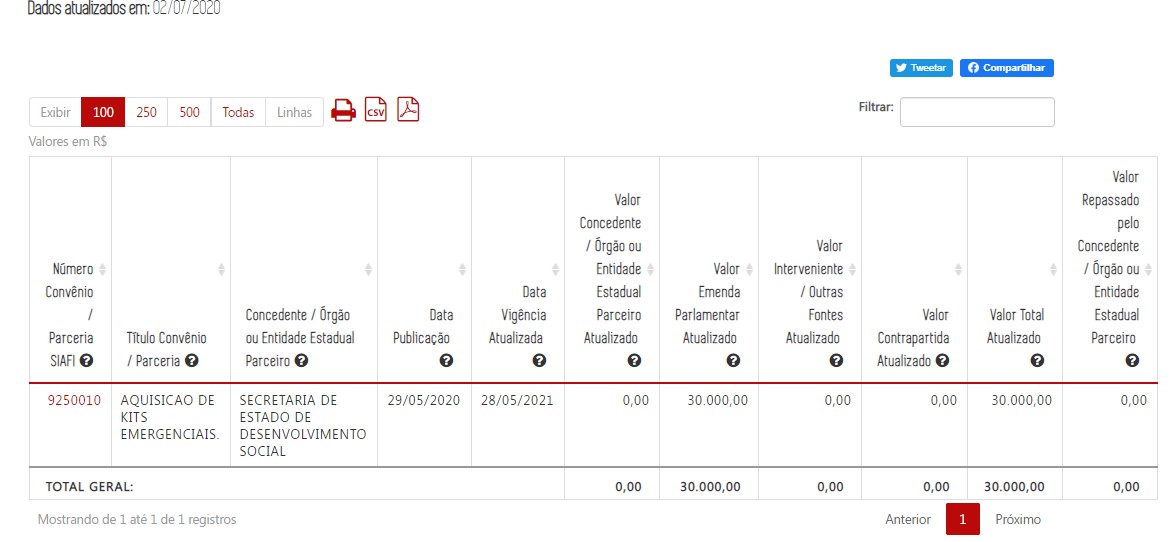 Dados atualizados em: 02/07/2020
Tweetar Compartilhar
Exibir 100 250 500 Todas Linhas CSV
Filtrar:
Valores em R$
Número
Convênio
/
Parceria
SIAFI ?
Título Convênio
/ Parceria ?
Concedente / Órgão
ou Entidade Estadual
Parceiro ?
Data
Publicação
?
Data
Vigência
Atualizada
?
Valor
Concedente
/ Órgão ou
Entidade
Estadual
Parceiro
Atualizado
?
Valor
Emenda
Parlamentar
Atualizado
?
Valor
Interveniente
/ Outras
Fontes
Atualizado
?
Valor
Contrapartida
Atualizado ?
Valor Total
Atualizado
?
Valor
Repassado
pelo
Concedente
/ Órgão ou
Entidade
Estadual
Parceiro
?
9250010
AQUISICAO DE
KITS
EMERGENCIAIS.
SECRETARIA DE
ESTADO DE
DESENVOLVIMENTO
SOCIAL
29/05/2020
28/05/2021
0,00
30.000,00
0,00
0,00
30.000,00
0,00
TOTAL GERAL: 0,00 30.000,00 0,00 0,00 30.000,00 0,00
Mostrando de 1 até 1 de 1 registros
Anterior 1 Próximo